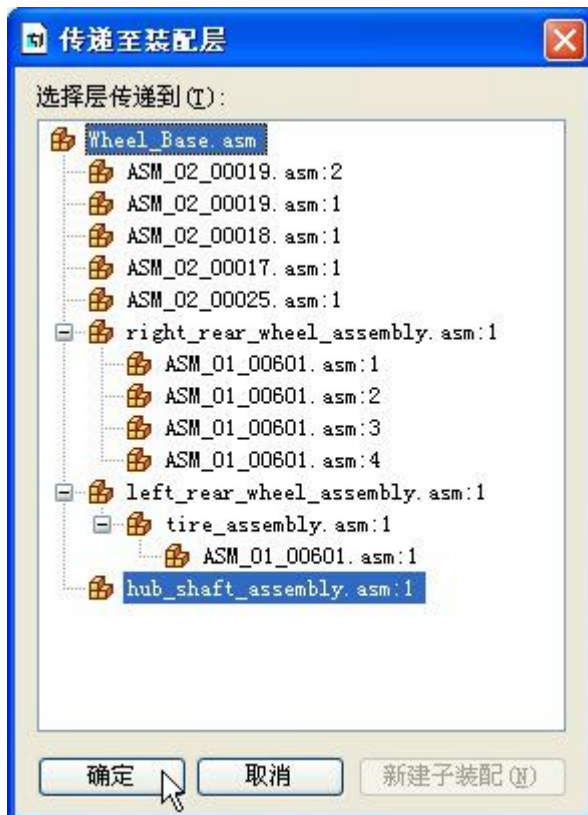 传递至装配层
选择层传递到(T):
Wheel_Base.asm
ASM_02_00019.asm:2
ASM_02_00019.asm:1
ASM_02_00018.asm:1
ASM_02_00017.asm:1
ASM_02_00025.asm:1
right_rear_wheel_assembly.asm:1
ASM_01_00601.asm:1
ASM_01_00601.asm:2
ASM_01_00601.asm:3
ASM_01_00601.asm:4
left_rear_wheel_assembly.asm:1
tire_assembly.asm:1
ASM_01_00601.asm:1
hub_shaft_assembly.asm:1
确定 取消 新建子装配(N)